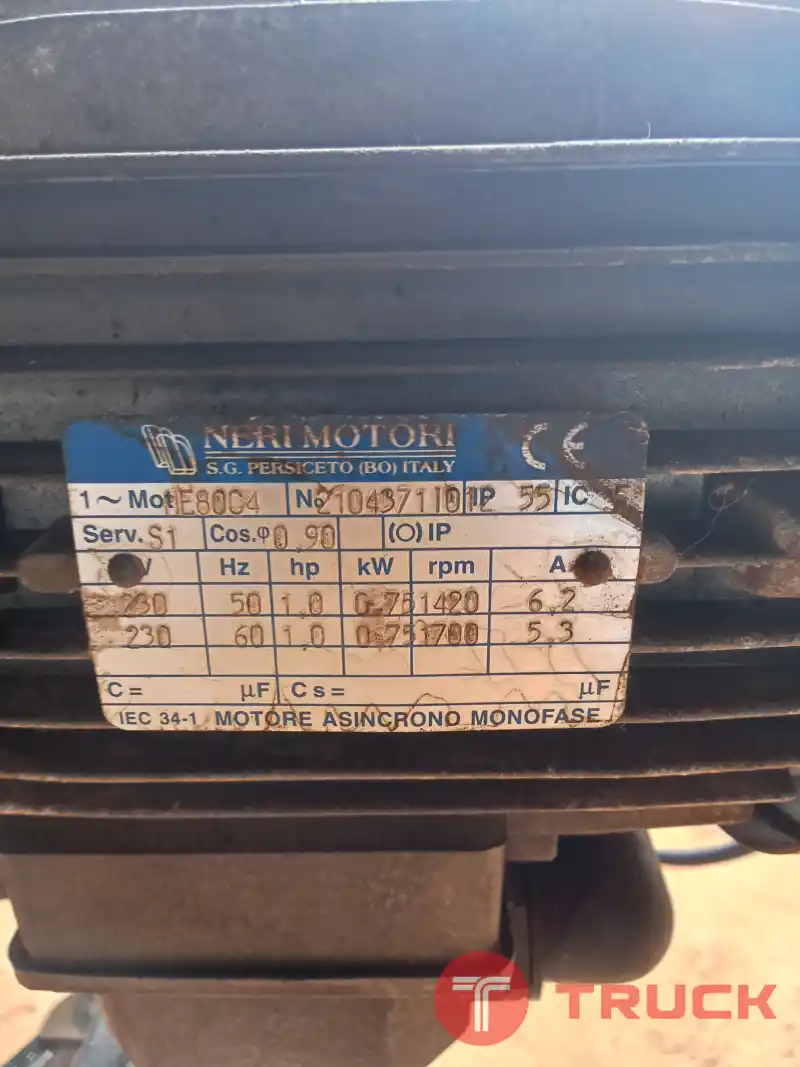 NERI MOTORI CE
S.G. PERSICETO (BO) ITALY
1~ Mot E80C4 No IP 55 IC
Serv. S1 Cos.φ 0.90 (O) IP
V Hz hp kW rpm A
230 50 1.0 0.75 1420 6.2
230 60 1.0 0.75 1700 5.3
C= µF Cs= µF
IEC 34-1 MOTORE ASINCRONO MONOFASE
TRUCK